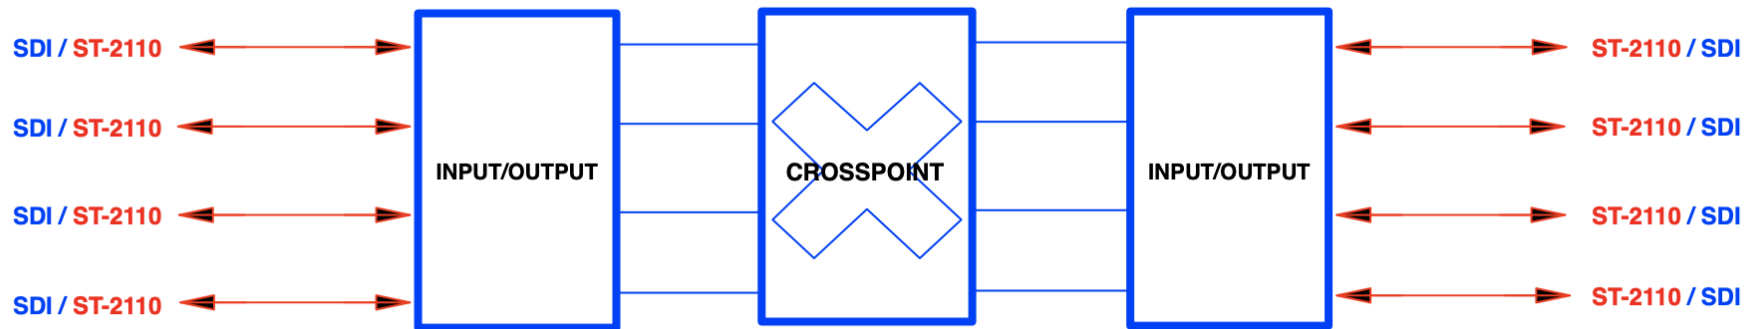 SDI / ST-2110
SDI / ST-2110
SDI / ST-2110
SDI / ST-2110
INPUT/OUTPUT
CROSSPOINT
INPUT/OUTPUT
ST-2110 / SDI
ST-2110 / SDI
ST-2110 / SDI
ST-2110 / SDI